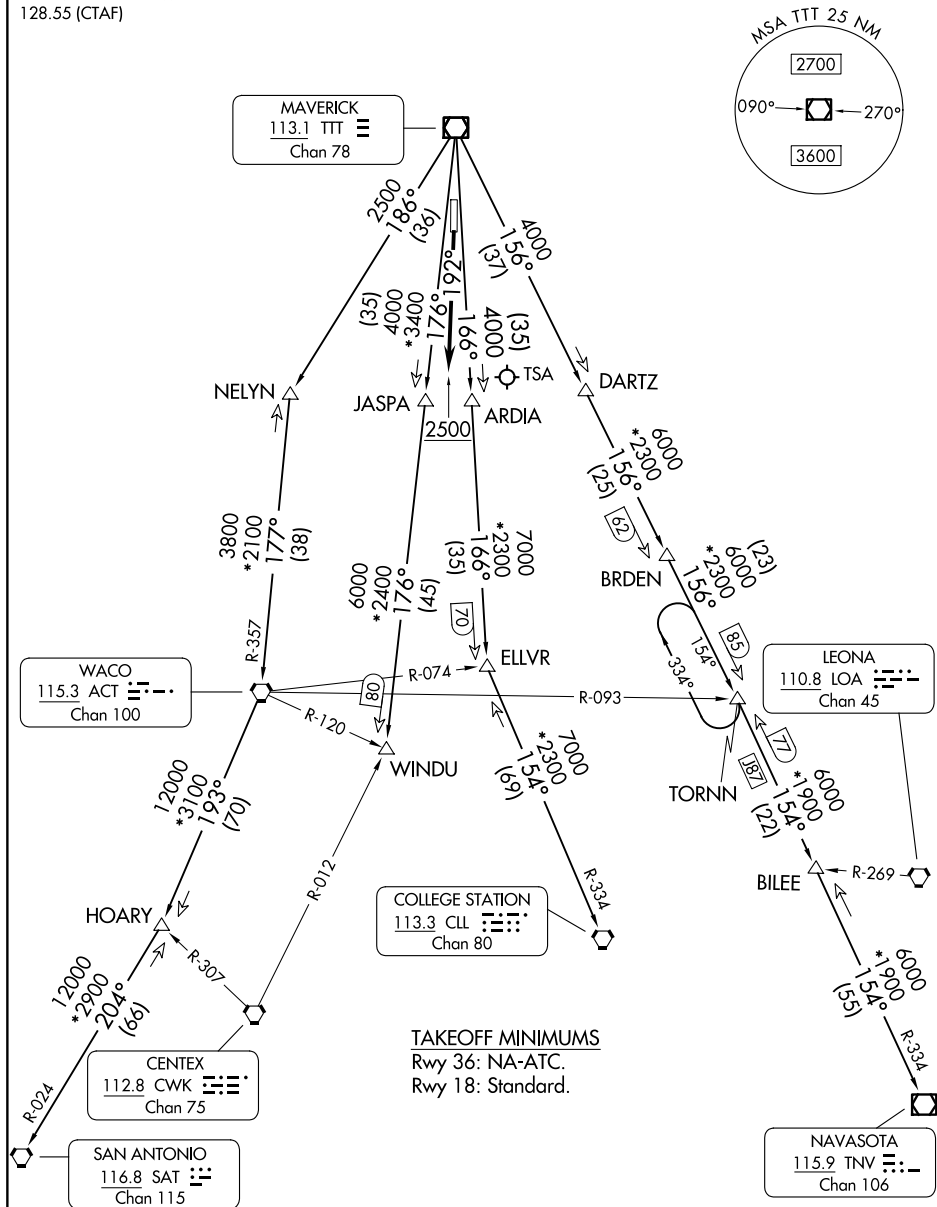 128.55 (CTAF)
MSA TTT 25 NM
2700
090°
270°
3600
MAVERICK
113.1 TTT
Chan 78
2500
186°
(36)
(35)
4000
*3400
176°
192°
166°
4000
(35)
4000
156°
(37)
TSA
NELYN
JASPA
ARDIA
DARTZ
2500
3800
*2100
177°
(38)
6000
*2400
176°
(45)
7000
*2300
166°
(35)
6000
*2300
156°
(25)
62
BRDEN
(23)
6000
*2300
156°
R-357
80
70
ELLVR
154°
334°
85
WACO
115.3 ACT
Chan 100
R-074
R-093
R-120
WINDU
LEONA
110.8 LOA
Chan 45
TORNN
77
J87
6000
*1900
154°
(22)
12000
*3100
193°
(70)
7000
*2300
154°
(69)
R-012
BILEE
R-269
HOARY
R-307
COLLEGE STATION
113.3 CLL
Chan 80
R-334
12000
*2900
204°
(66)
6000
*1900
154°
(55)
R-334
TAKEOFF MINIMUMS
Rwy 36: NA-ATC.
Rwy 18: Standard.
CENTEX
112.8 CWK
Chan 75
R-024
SAN ANTONIO
116.8 SAT
Chan 115
NAVASOTA
115.9 TNV
Chan 106